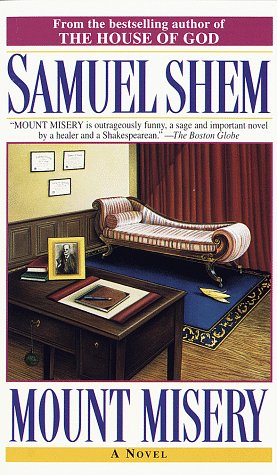 From the bestselling author of
THE HOUSE OF GOD
SAMUEL SHEM
"MOUNT MISERY is outrageously funny, a sage and important novel
by a healer and a Shakespearean." —The Boston Globe
MOUNT MISERY
A NOVEL